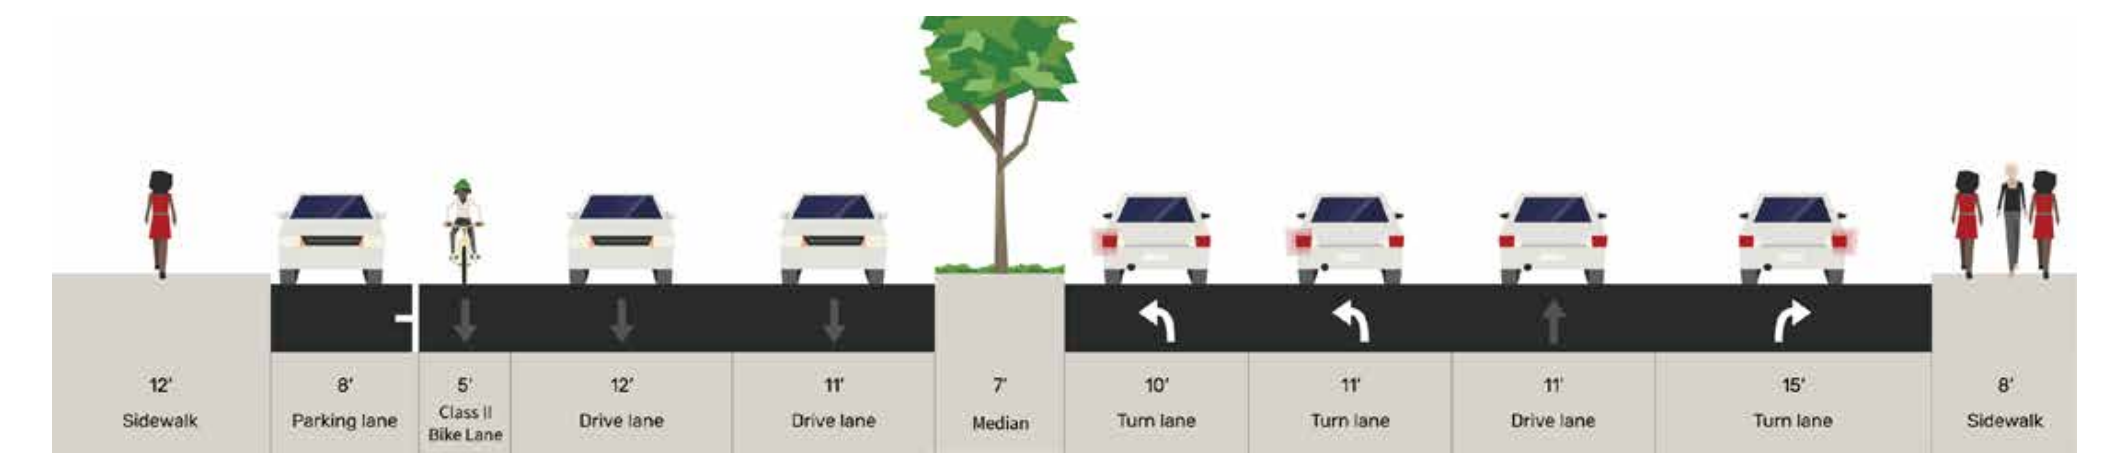 12'
Sidewalk
8'
Parking lane
5'
Class II
Bike Lane
12'
Drive lane
11'
Drive lane
7'
Median
10'
Turn lane
11'
Turn lane
11'
Drive lane
15'
Turn lane
8'
Sidewalk